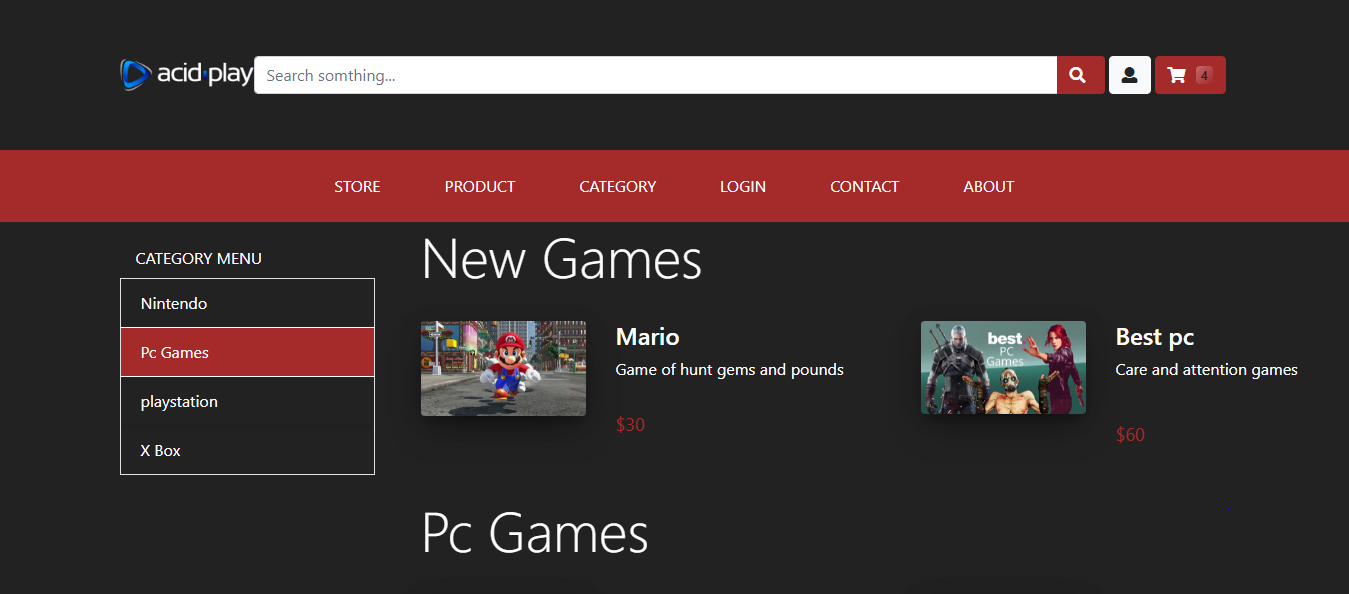 acid play
Search somthing...
4
STORE PRODUCT CATEGORY LOGIN CONTACT ABOUT
CATEGORY MENU
Nintendo
Pc Games
playstation
X Box
New Games
Mario
Game of hunt gems and pounds
$30
best
PC
Games
Best pc
Care and attention games
$60
Pc Games